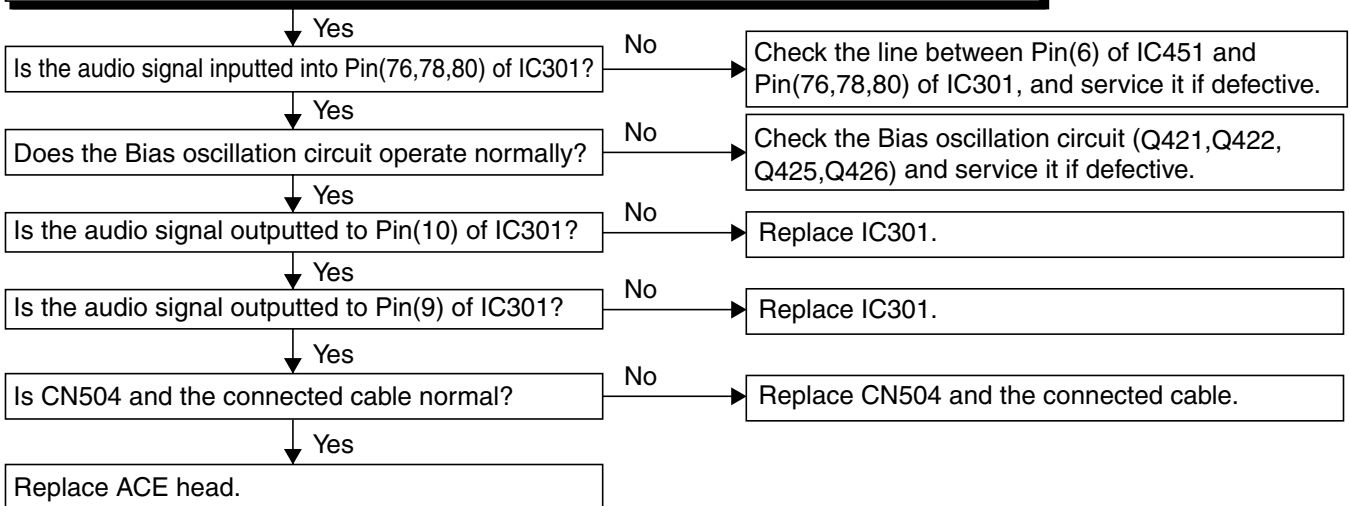 Yes
Is the audio signal inputted into Pin(76,78,80) of IC301?
No
Check the line between Pin(6) of IC451 and
Pin(76,78,80) of IC301, and service it if defective.
Yes
Does the Bias oscillation circuit operate normally?
No
Check the Bias oscillation circuit (Q421,Q422,
Q425,Q426) and service it if defective.
Yes
Is the audio signal outputted to Pin(10) of IC301?
No
Replace IC301.
Yes
Is the audio signal outputted to Pin(9) of IC301?
No
Replace IC301.
Yes
Is CN504 and the connected cable normal?
No
Replace CN504 and the connected cable.
Yes
Replace ACE head.